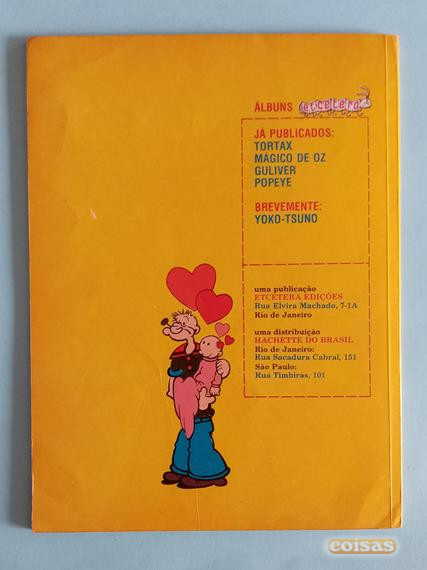 ÁLBUNS etcetera
JÁ PUBLICADOS:
TORTAX
MÁGICO DE OZ
GULIVER
POPEYE
BREVEMENTE:
YOKO-TSUNO
uma publicação
ETCETERA EDIÇÕES
Rua Elvira Machado, 7-1A
Rio de Janeiro
uma distribuição
HACHETTE DO BRASIL
Rio de Janeiro:
Rua Sacadura Cabral, 151
São Paulo:
Rua Timbiras, 101
coisas